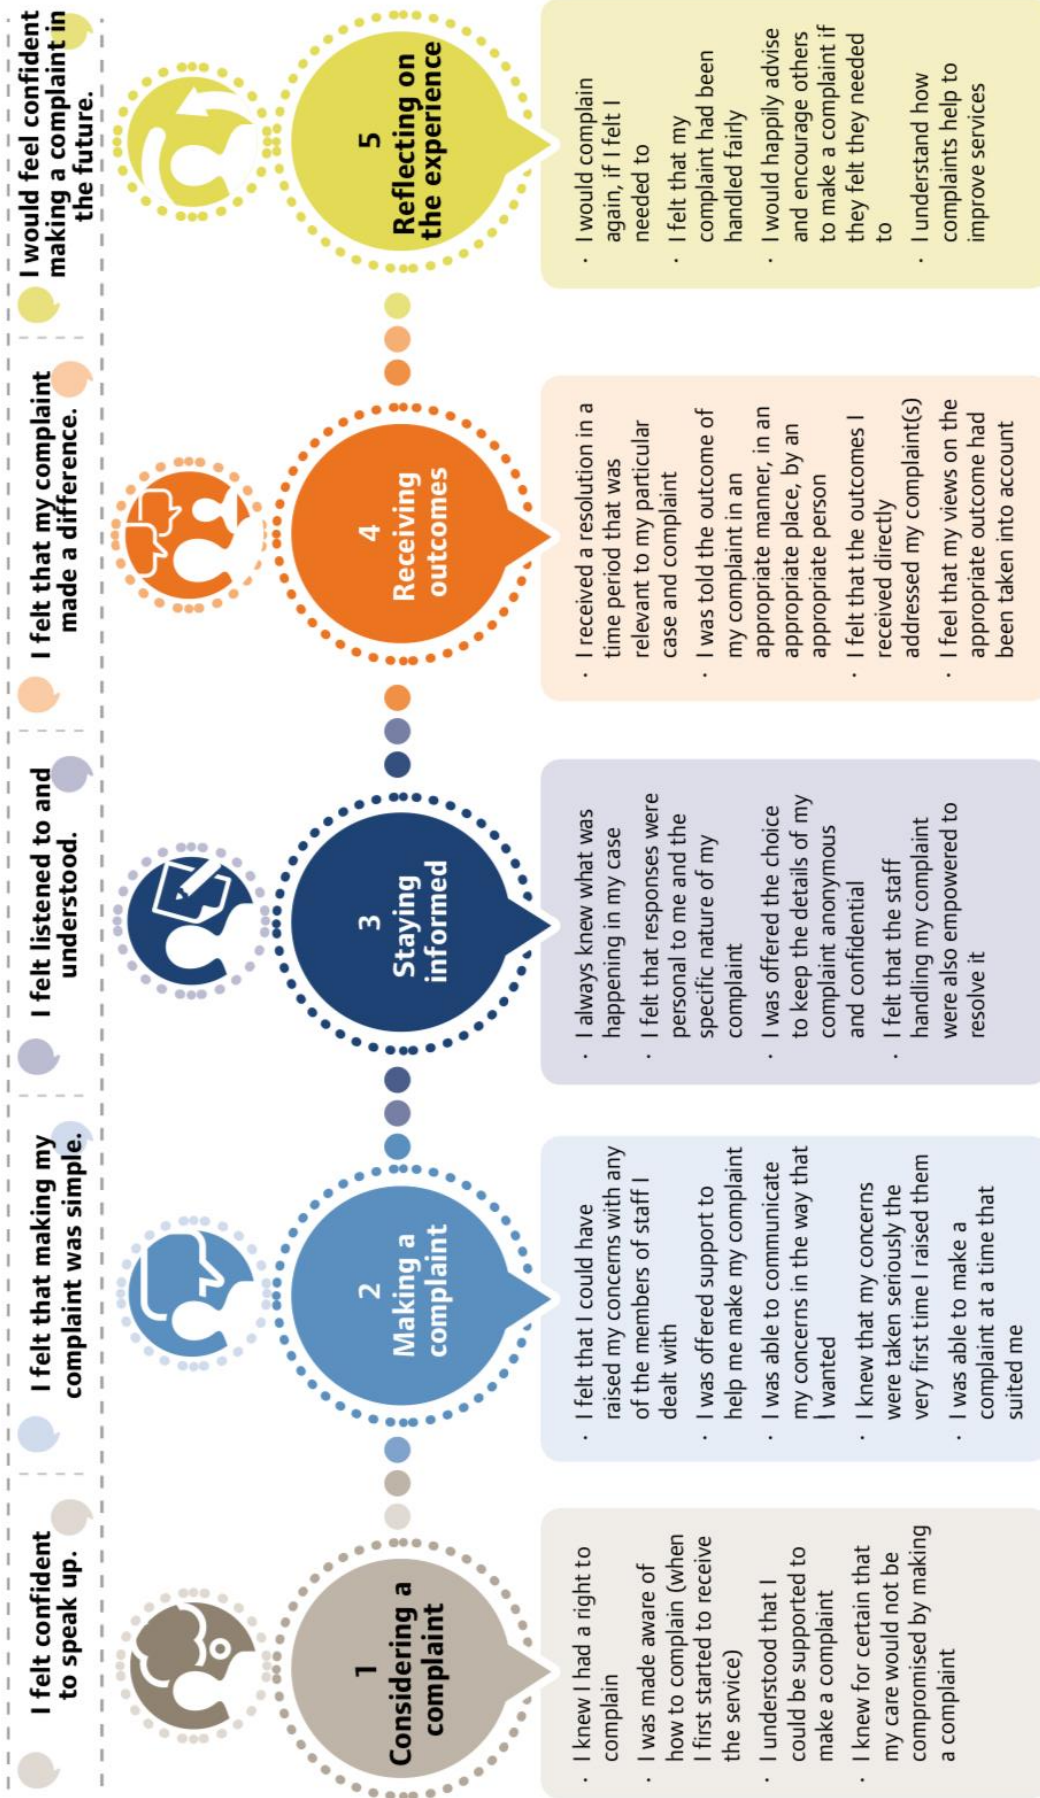 I felt confident
to speak up.
I felt that making my
complaint was simple.
I felt listened to and
understood.
I felt that my complaint
made a difference.
I would feel confident
making a complaint in
the future.
1
Considering a
complaint
2
Making a
complaint
3
Staying
informed
4
Receiving
outcomes
5
Reflecting on
the experience
· I knew I had a right to
complain
· I was made aware of
how to complain (when
I first started to receive
the service)
· I understood that I
could be supported to
make a complaint
· I knew for certain that
my care would not be
compromised by making
a complaint
· I felt that I could have
raised my concerns with any
of the members of staff I
dealt with
· I was offered support to
help me make my complaint
· I was able to communicate
my concerns in the way that
I wanted
· I knew that my concerns
were taken seriously the
very first time I raised them
· I was able to make a
complaint at a time that
suited me
· I always knew what was
happening in my case
· I felt that responses were
personal to me and the
specific nature of my
complaint
· I was offered the choice
to keep the details of my
complaint anonymous
and confidential
· I felt that the staff
handling my complaint
were also empowered to
resolve it
· I received a resolution in a
time period that was
relevant to my particular
case and complaint
· I was told the outcome of
my complaint in an
appropriate manner, in an
appropriate place, by an
appropriate person
· I felt that the outcomes I
received directly
addressed my complaint(s)
· I feel that my views on the
appropriate outcome had
been taken into account
· I would complain
again, if I felt I
needed to
· I felt that my
complaint had been
handled fairly
· I would happily advise
and encourage others
to make a complaint if
they felt they needed
to
· I understand how
complaints help to
improve services